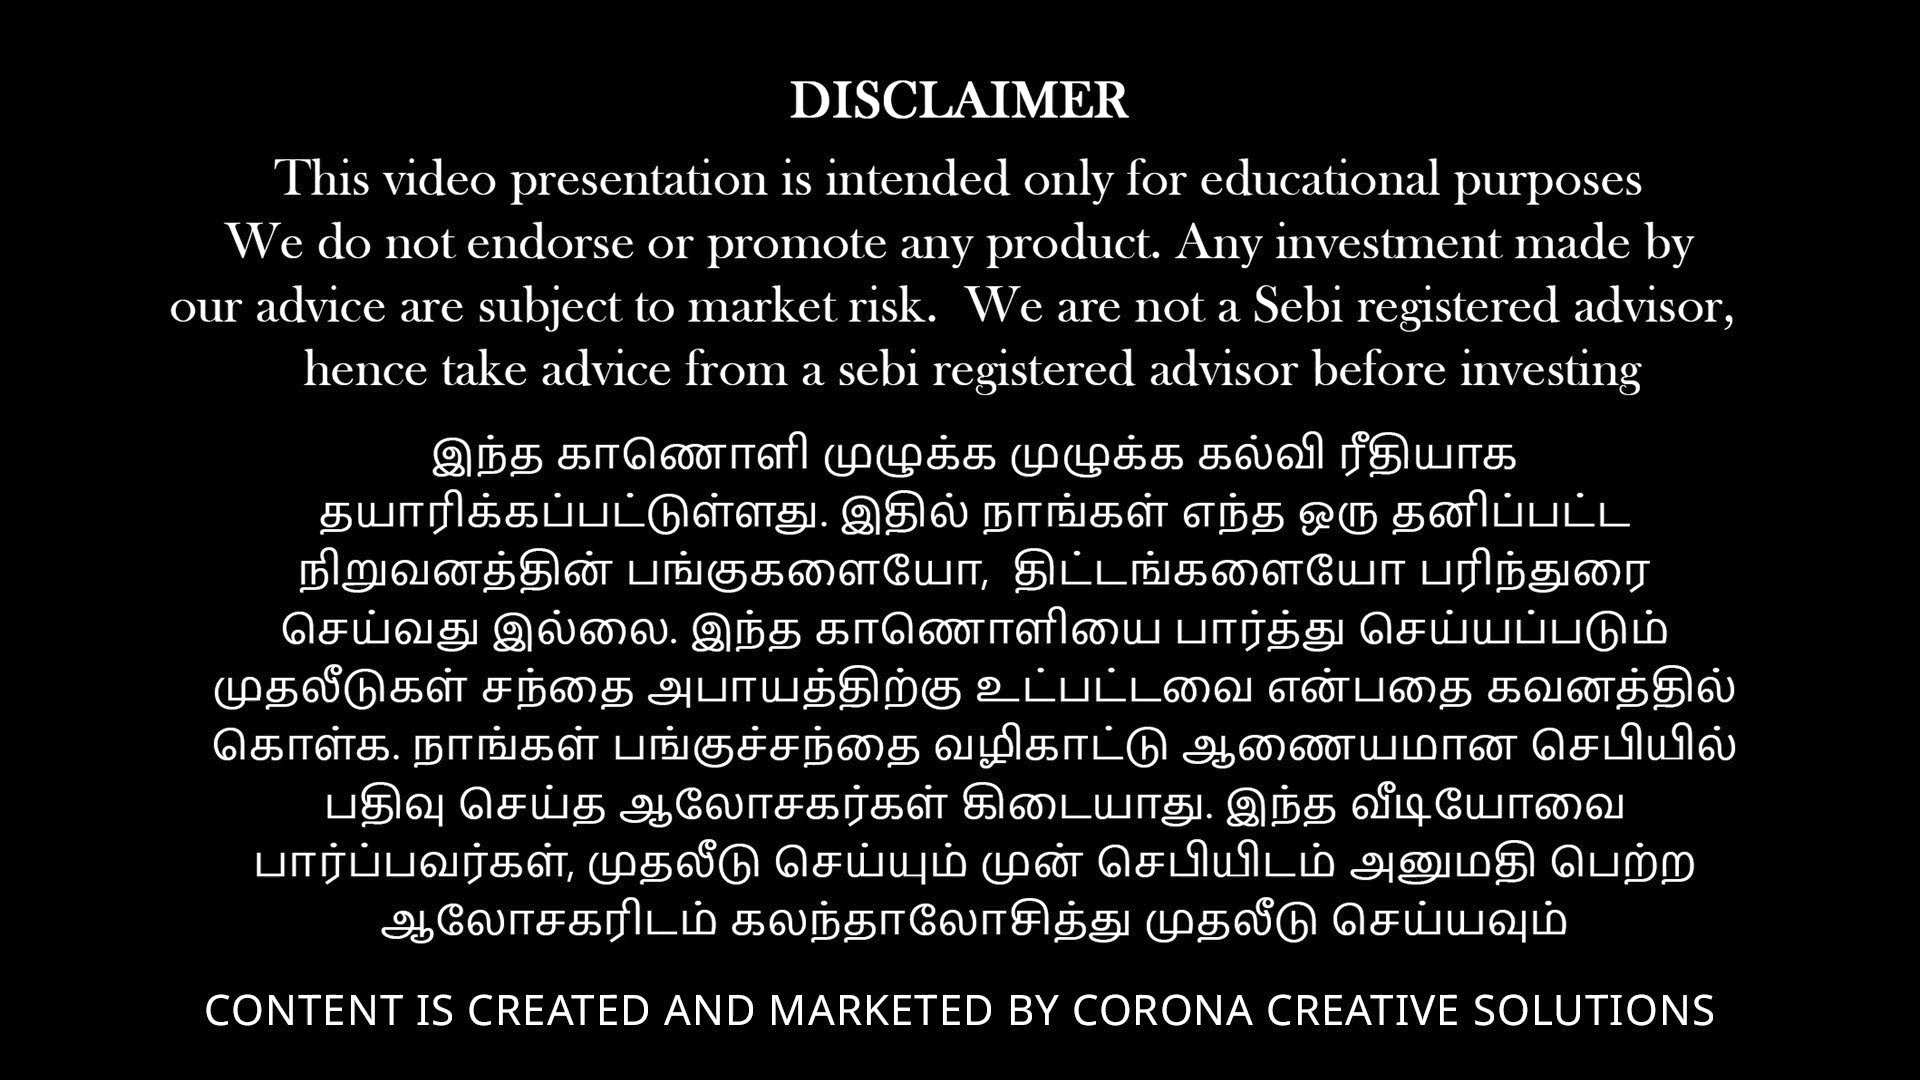 DISCLAIMER
This video presentation is intended only for educational purposes
We do not endorse or promote any product. Any investment made by
our advice are subject to market risk.  We are not a Sebi registered advisor,
hence take advice from a sebi registered advisor before investing
இந்த காணொளி முழுக்க முழுக்க கல்வி ரீதியாக
தயாரிக்கப்பட்டுள்ளது. இதில் நாங்கள் எந்த ஒரு தனிப்பட்ட
நிறுவனத்தின் பங்குகளையோ,  திட்டங்களையோ பரிந்துரை
செய்வது இல்லை. இந்த காணொளியை பார்த்து செய்யப்படும்
முதலீடுகள் சந்தை அபாயத்திற்கு உட்பட்டவை என்பதை கவனத்தில்
கொள்க. நாங்கள் பங்குச்சந்தை வழிகாட்டு ஆணையமான செபியில்
பதிவு செய்த ஆலோசகர்கள் கிடையாது. இந்த வீடியோவை
பார்ப்பவர்கள், முதலீடு செய்யும் முன் செபியிடம் அனுமதி பெற்ற
ஆலோசகரிடம் கலந்தாலோசித்து முதலீடு செய்யவும்
CONTENT IS CREATED AND MARKETED BY CORONA CREATIVE SOLUTIONS